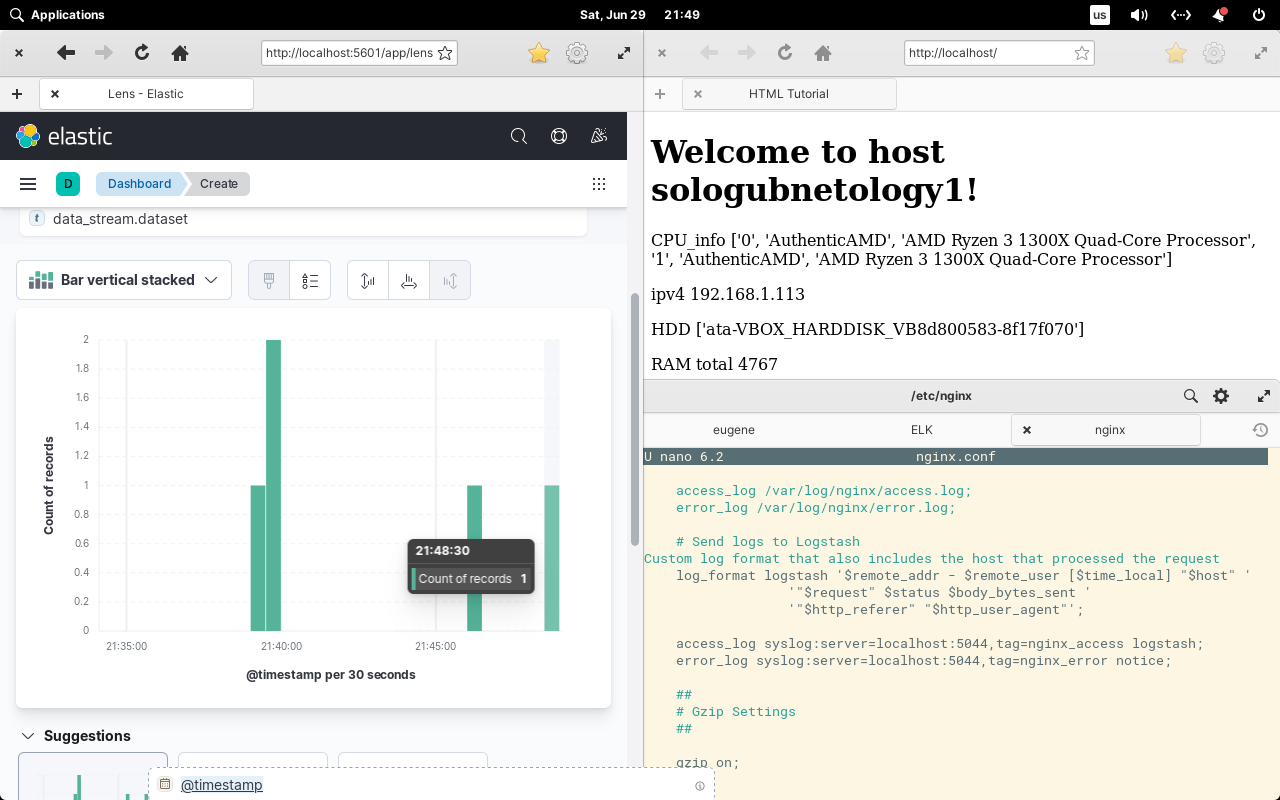 Applications
Sat, Jun 29 21:49
us
http://localhost:5601/app/lens
Lens - Elastic
elastic
D
Dashboard
Create
t data_stream.dataset
Bar vertical stacked
2
1.8
1.6
1.4
1.2
1
0.8
0.6
0.4
0.2
0
Count of records
21:48:30
Count of records 1
21:35:00
21:40:00
21:45:00
@timestamp per 30 seconds
Suggestions
@timestamp
http://localhost/
HTML Tutorial
Welcome to host
sologubnetology1!
CPU_info ['0', 'AuthenticAMD', 'AMD Ryzen 3 1300X Quad-Core Processor',
'1', 'AuthenticAMD', 'AMD Ryzen 3 1300X Quad-Core Processor']
ipv4 192.168.1.113
HDD ['ata-VBOX_HARDDISK_VB8d800583-8f17f070']
RAM total 4767
/etc/nginx
eugene
ELK
nginx
U nano 6.2 nginx.conf
access_log /var/log/nginx/access.log;
error_log /var/log/nginx/error.log;
# Send logs to Logstash
Custom log format that also includes the host that processed the request
log_format logstash '$remote_addr - $remote_user [$time_local] "$host" '
'"$request" $status $body_bytes_sent '
'"$http_referer" "$http_user_agent"';
access_log syslog:server=localhost:5044,tag=nginx_access logstash;
error_log syslog:server=localhost:5044,tag=nginx_error notice;
##
# Gzip Settings
##
gzip on;